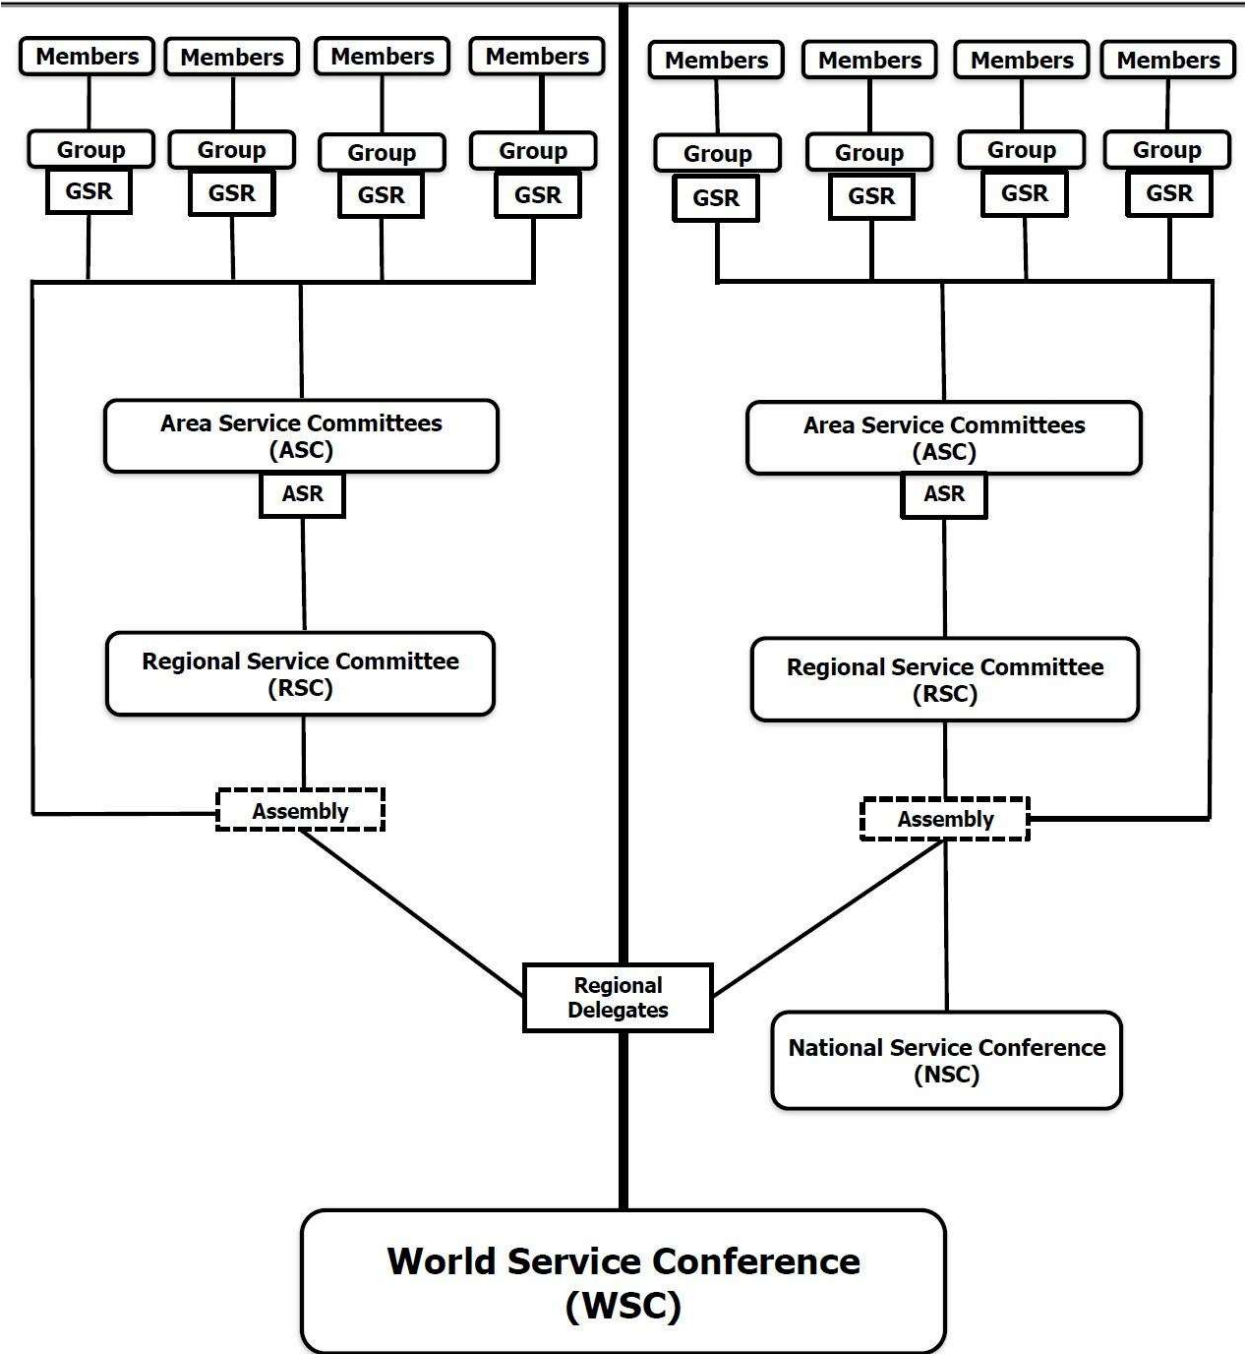 Members
Members
Members
Members
Members
Members
Members
Members
Group
Group
Group
Group
Group
Group
Group
Group
GSR
GSR
GSR
GSR
GSR
GSR
GSR
GSR
Area Service Committees
(ASC)
ASR
Area Service Committees
(ASC)
ASR
Regional Service Committee
(RSC)
Regional Service Committee
(RSC)
Assembly
Assembly
Regional
Delegates
National Service Conference
(NSC)
World Service Conference
(WSC)